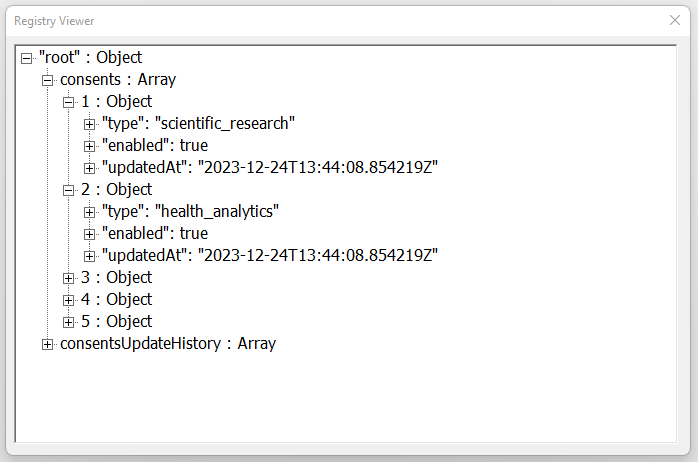 Registry Viewer
"root" : Object
consents : Array
1 : Object
"type": "scientific_research"
"enabled": true
"updatedAt": "2023-12-24T13:44:08.854219Z"
2 : Object
"type": "health_analytics"
"enabled": true
"updatedAt": "2023-12-24T13:44:08.854219Z"
3 : Object
4 : Object
5 : Object
consentsUpdateHistory : Array